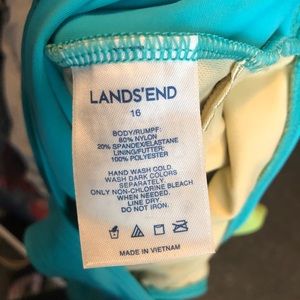 LANDS'END
16
BODY/RUMPF:
80% NYLON
20% SPANDEX/ELASTANE
LINING/FUTTER:
100% POLYESTER
HAND WASH COLD.
WASH DARK COLORS
SEPARATELY.
ONLY NON-CHLORINE BLEACH
WHEN NEEDED.
LINE DRY.
DO NOT IRON.
MADE IN VIETNAM